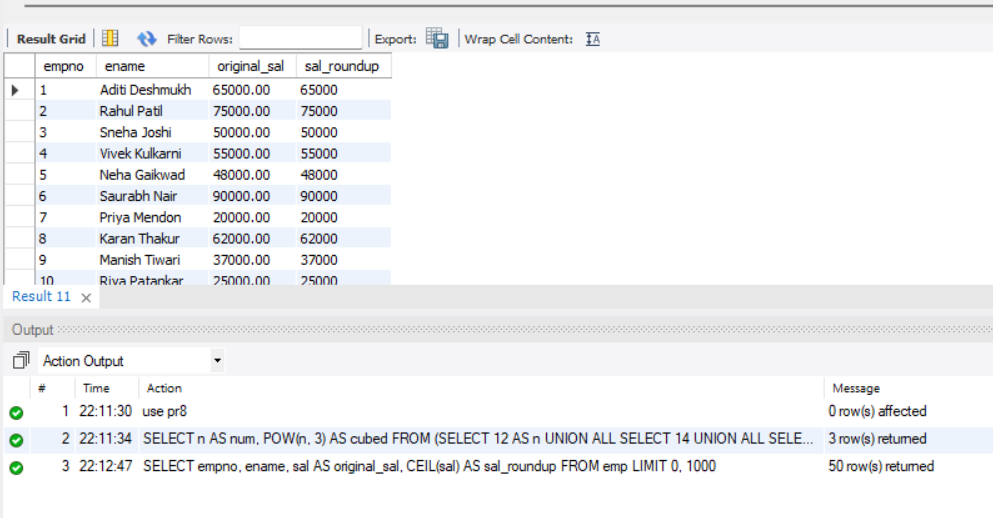 Result Grid Filter Rows: Export: Wrap Cell Content:
empno ename original_sal sal_roundup
1 Aditi Deshmukh 65000.00 65000
2 Rahul Patil 75000.00 75000
3 Sneha Joshi 50000.00 50000
4 Vivek Kulkarni 55000.00 55000
5 Neha Gaikwad 48000.00 48000
6 Saurabh Nair 90000.00 90000
7 Priya Mendon 20000.00 20000
8 Karan Thakur 62000.00 62000
9 Manish Tiwari 37000.00 37000
10 Riya Patankar 25000.00 25000
Result 11
Output
Action Output
# Time Action Message
1 22:11:30 use pr8 0 row(s) affected
2 22:11:34 SELECT n AS num, POW(n, 3) AS cubed FROM (SELECT 12 AS n UNION ALL SELECT 14 UNION ALL SELE... 3 row(s) returned
3 22:12:47 SELECT empno, ename, sal AS original_sal, CEIL(sal) AS sal_roundup FROM emp LIMIT 0, 1000 50 row(s) returned